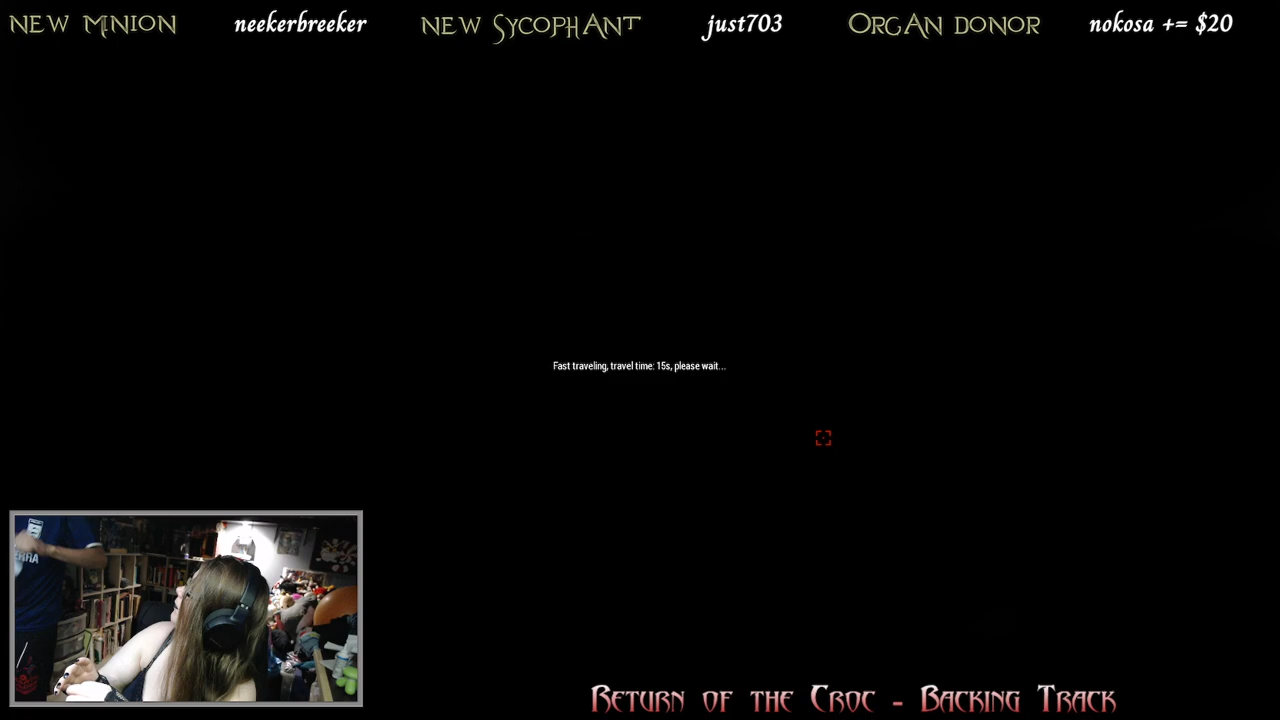 NEW MINION neekerbreeker NEW SYCOPHANT just703 ORGAN DONOR nokosa += $20
Fast traveling, travel time: 15s, please wait...
RETURN OF THE CROC - BACKING TRACK